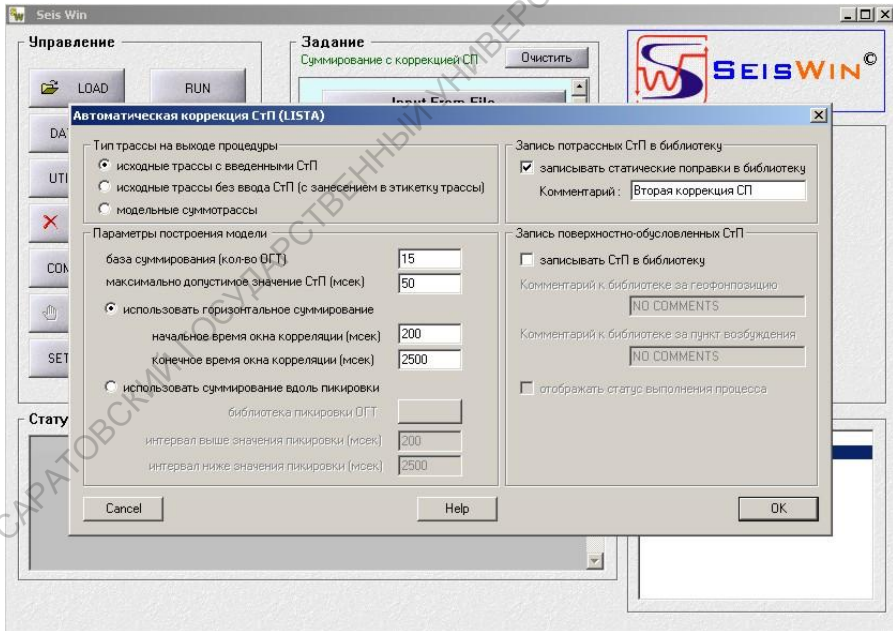 Seis Win
Управление
LOAD
RUN
Задание
Суммирование с коррекцией СП
Очистить
Input From File
SEISWIN©
DA
UTI
CON
SET
Стату
Автоматическая коррекция СтП (LISTA)
Тип трассы на выходе процедуры
исходные трассы с введенными СтП
исходные трассы без ввода СтП (с занесением в этикетку трассы)
модельные суммотрассы
Параметры построения модели
база суммирования (кол-во ОГТ) 15
максимально допустимое значение СтП (мсек) 50
использовать горизонтальное суммирование
начальное время окна корреляции (мсек) 200
конечное время окна корреляции (мсек) 2500
использовать суммирование вдоль пикировки
библиотека пикировки ОГТ
интервал выше значения пикировки (мсек) 200
интервал ниже значения пикировки (мсек) 2500
Запись потрассных СтП в библиотеку
записывать статические поправки в библиотеку
Комментарий : Вторая коррекция СП
Запись поверхностно-обусловленных СтП
записывать СтП в библиотеку
Комментарий к библиотеке за геофонпозицию
NO COMMENTS
Комментарий к библиотеке за пункт возбуждения
NO COMMENTS
отображать статус выполнения процесса
Cancel
Help
OK
САРАТОВСКИЙ ГОСУДАРСТВЕННЫЙ УНИВЕРС